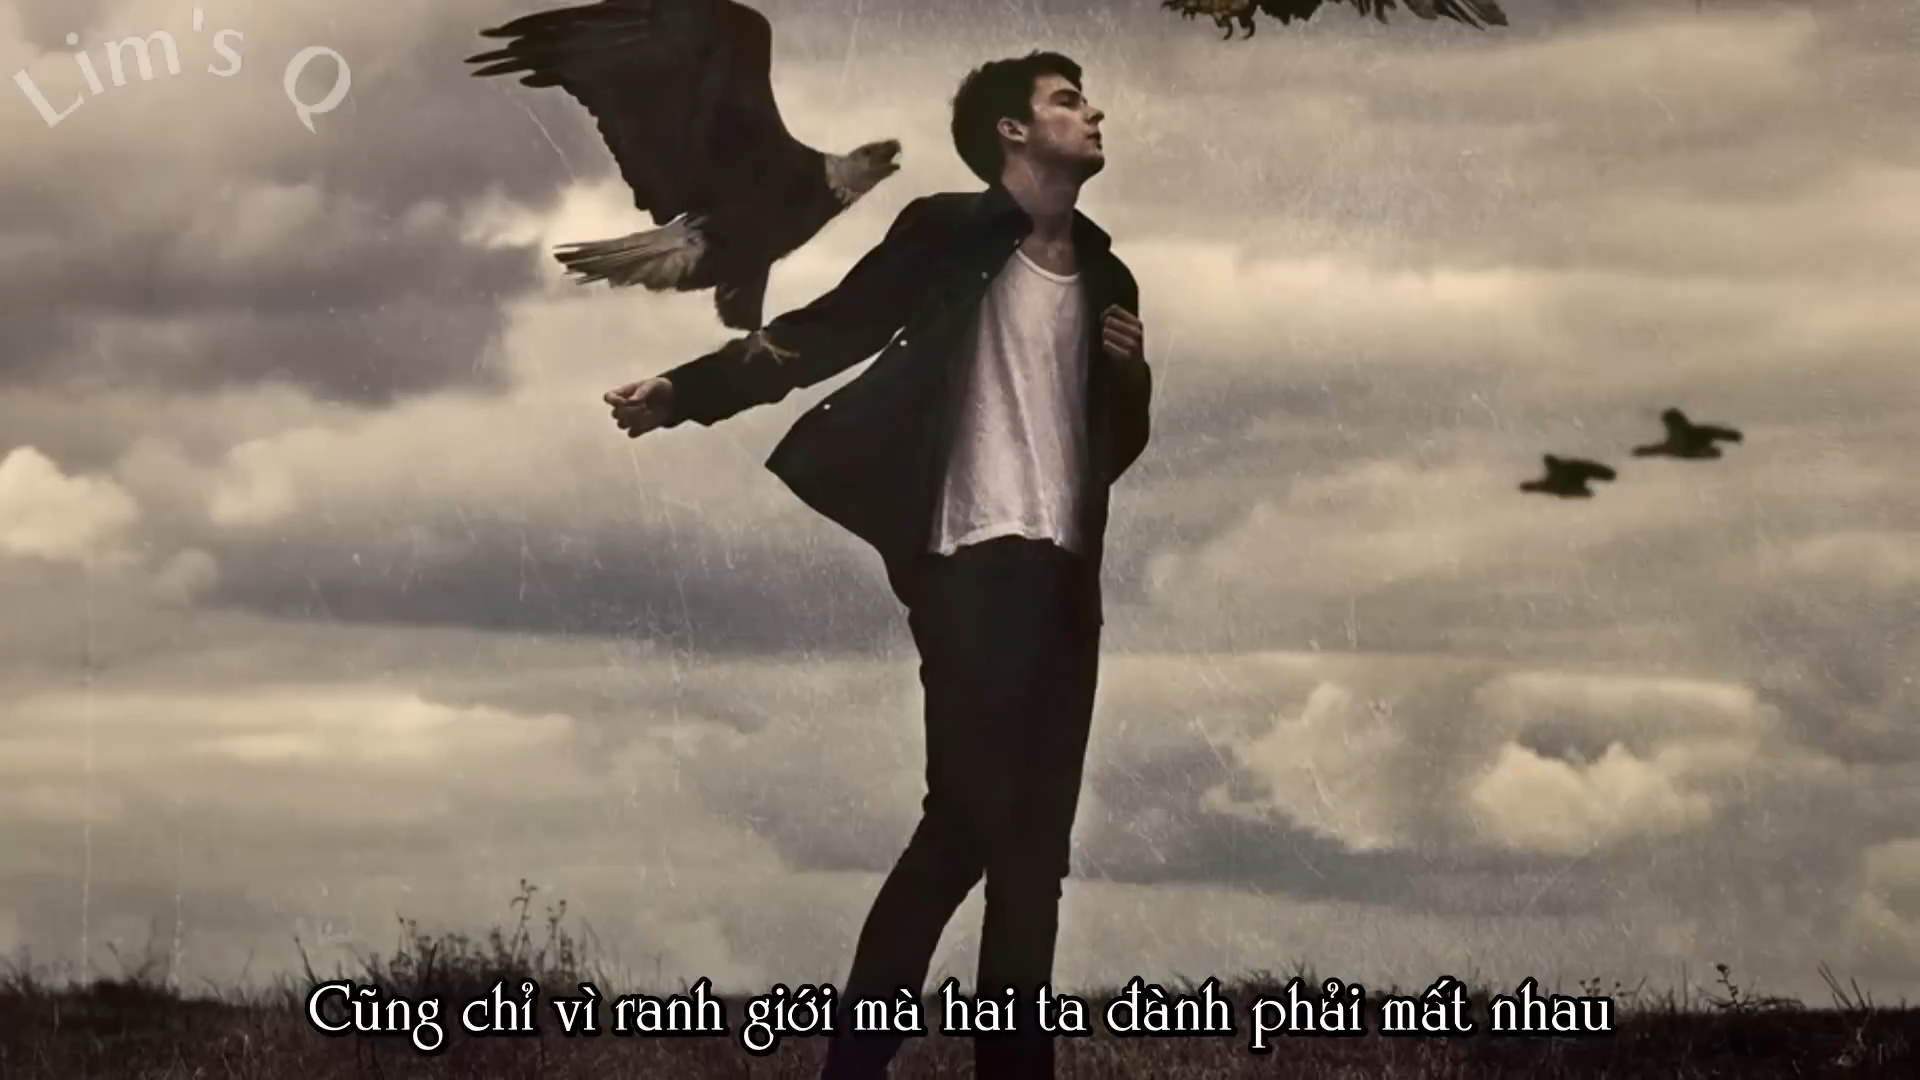 Lim's Q
Cũng chỉ vì ranh giới mà hai ta đành phải mất nhau